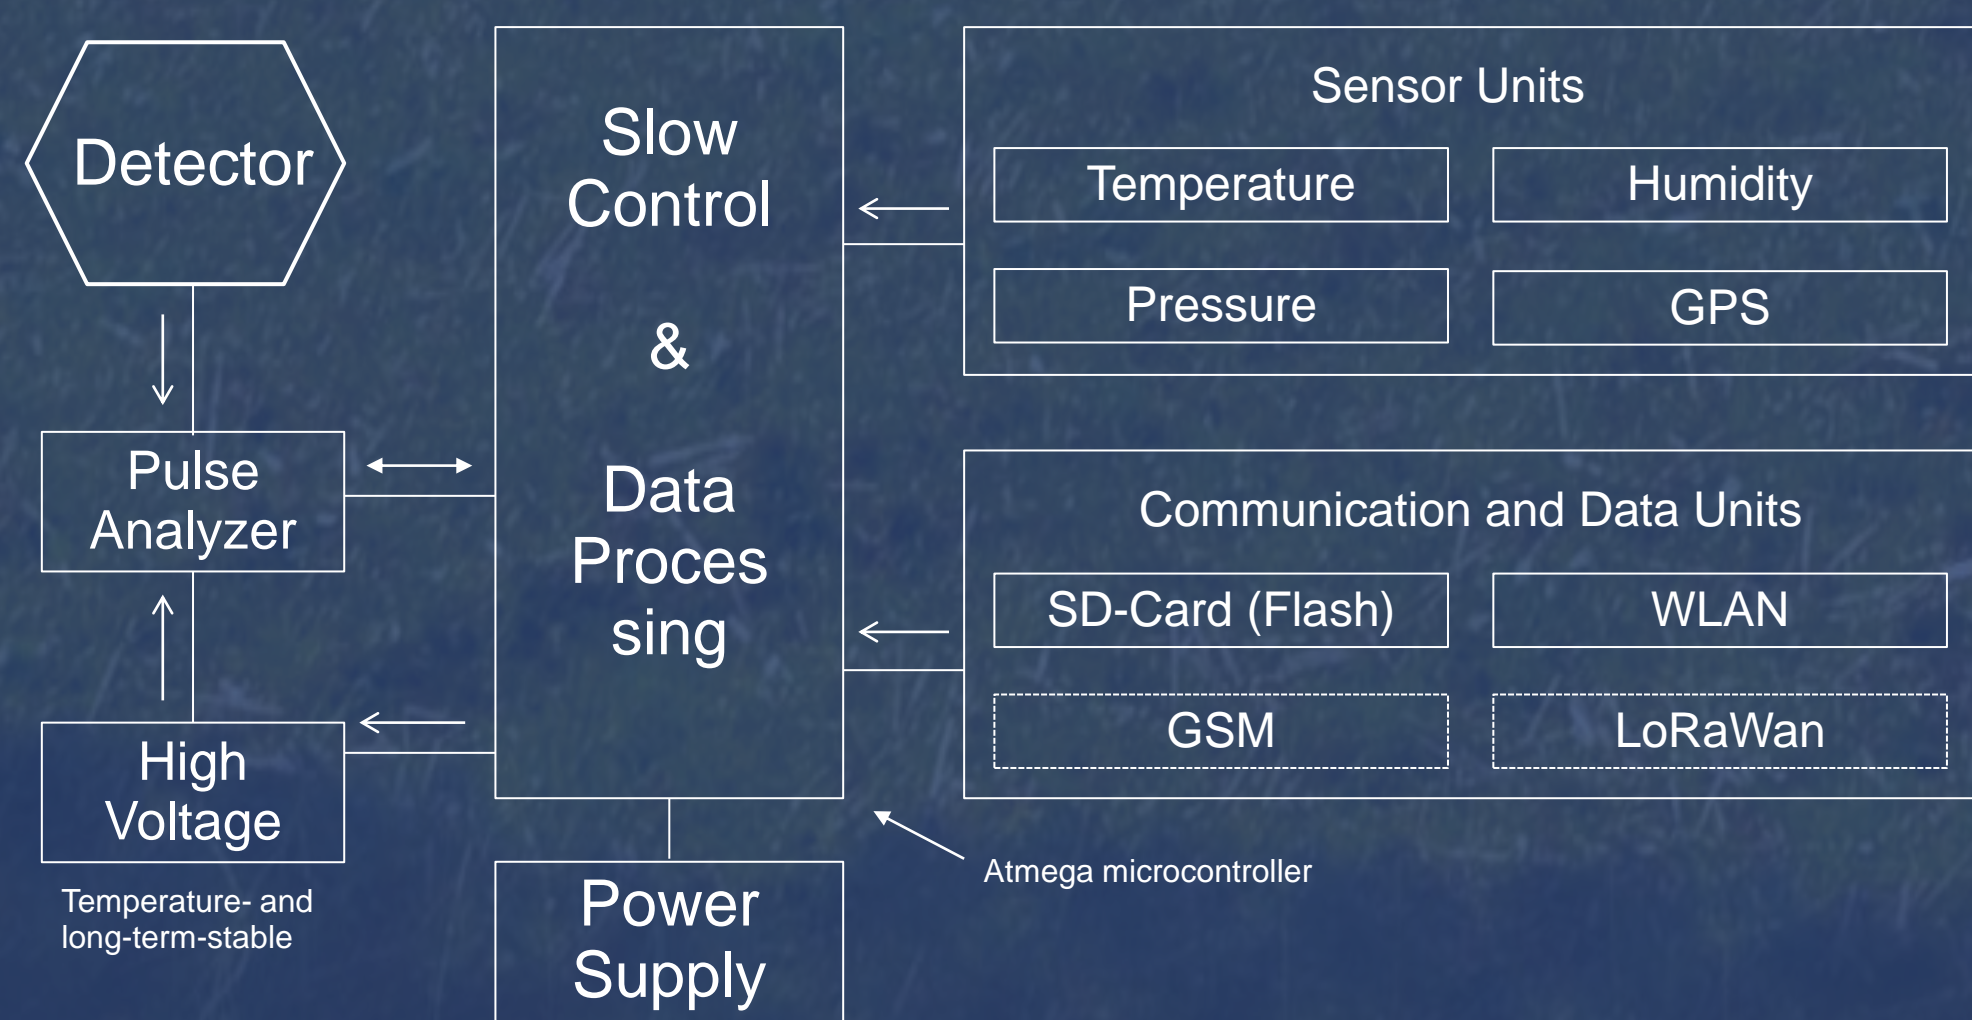 Detector
Pulse
Analyzer
High
Voltage
Temperature- and
long-term-stable
Slow
Control
&
Data
Proces
sing
Power
Supply
Sensor Units
Temperature
Humidity
Pressure
GPS
Communication and Data Units
SD-Card (Flash)
WLAN
GSM
LoRaWan
Atmega microcontroller